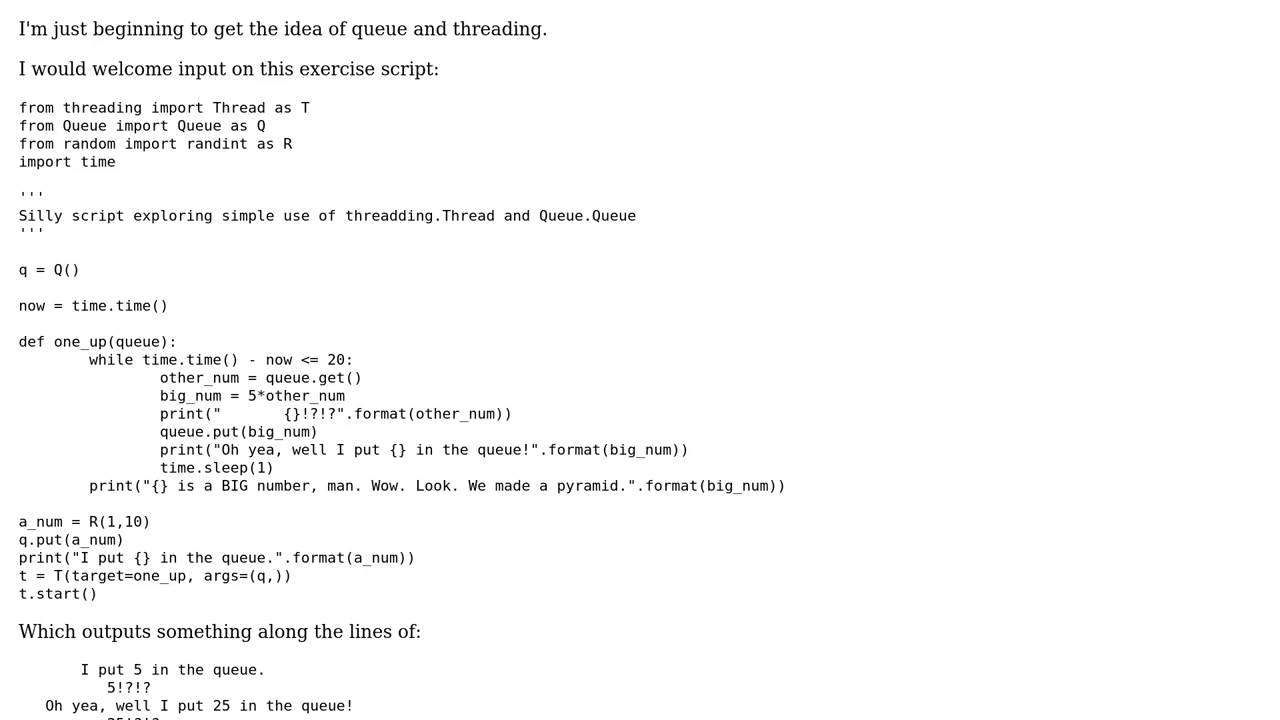 I'm just beginning to get the idea of queue and threading.
I would welcome input on this exercise script:
from threading import Thread as T
from Queue import Queue as Q
from random import randint as R
import time
'''
Silly script exploring simple use of threadding.Thread and Queue.Queue
'''
q = Q()
now = time.time()
def one_up(queue):
        while time.time() - now <= 20:
                other_num = queue.get()
                big_num = 5*other_num
                print("       {}!?!?".format(other_num))
                queue.put(big_num)
                print("Oh yea, well I put {} in the queue!".format(big_num))
                time.sleep(1)
        print("{} is a BIG number, man. Wow. Look. We made a pyramid.".format(big_num))
a_num = R(1,10)
q.put(a_num)
print("I put {} in the queue.".format(a_num))
t = T(target=one_up, args=(q,))
t.start()
Which outputs something along the lines of:
       I put 5 in the queue.
          5!?!?
   Oh yea, well I put 25 in the queue!
          25!?!?